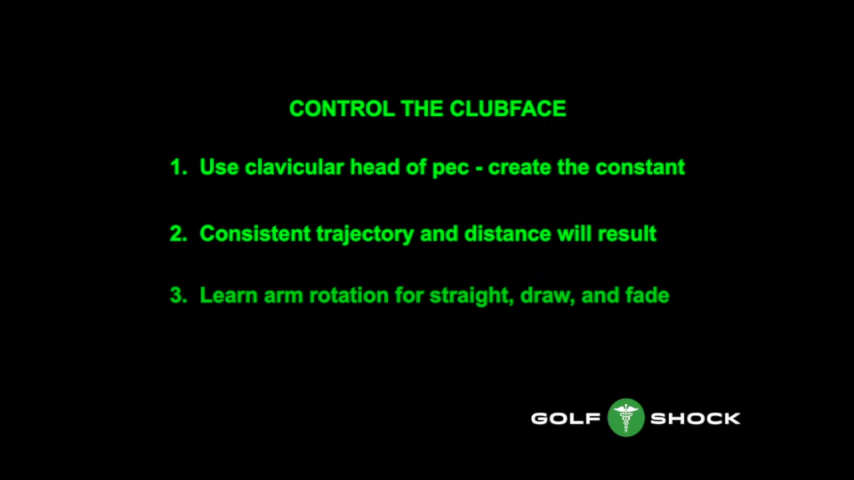 CONTROL THE CLUBFACE
1. Use clavicular head of pec - create the constant
2. Consistent trajectory and distance will result
3. Learn arm rotation for straight, draw, and fade
GOLF SHOCK